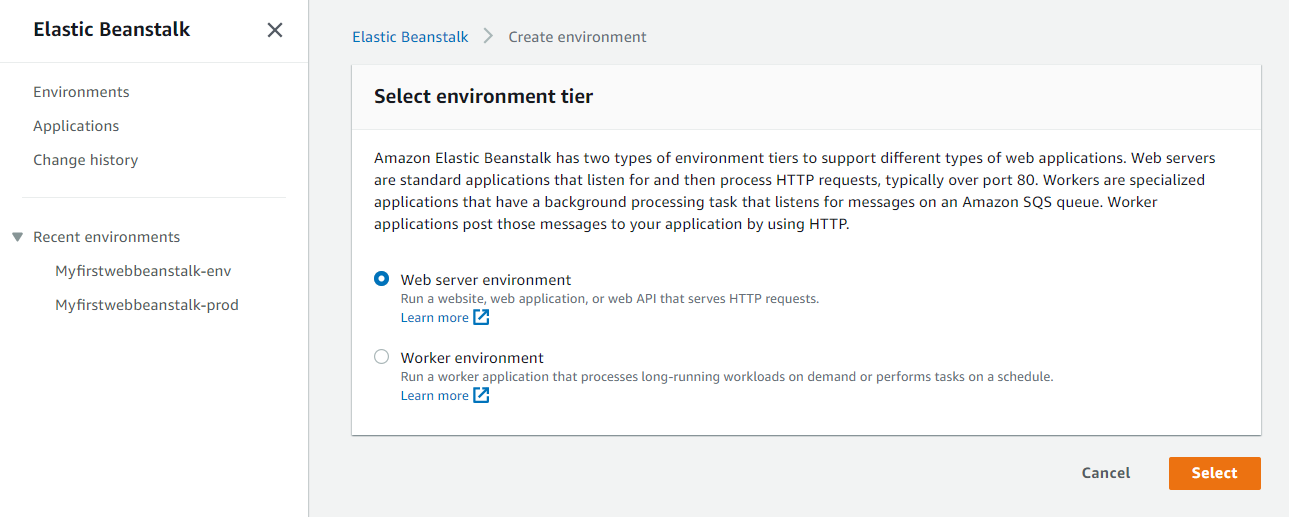 Elastic Beanstalk
Environments
Applications
Change history
Recent environments
Myfirstwebbeanstalk-env
Myfirstwebbeanstalk-prod
Elastic Beanstalk > Create environment
Select environment tier
Amazon Elastic Beanstalk has two types of environment tiers to support different types of web applications. Web servers
are standard applications that listen for and then process HTTP requests, typically over port 80. Workers are specialized
applications that have a background processing task that listens for messages on an Amazon SQS queue. Worker
applications post those messages to your application by using HTTP.
Web server environment
Run a website, web application, or web API that serves HTTP requests.
Learn more
Worker environment
Run a worker application that processes long-running workloads on demand or performs tasks on a schedule.
Learn more
Cancel Select